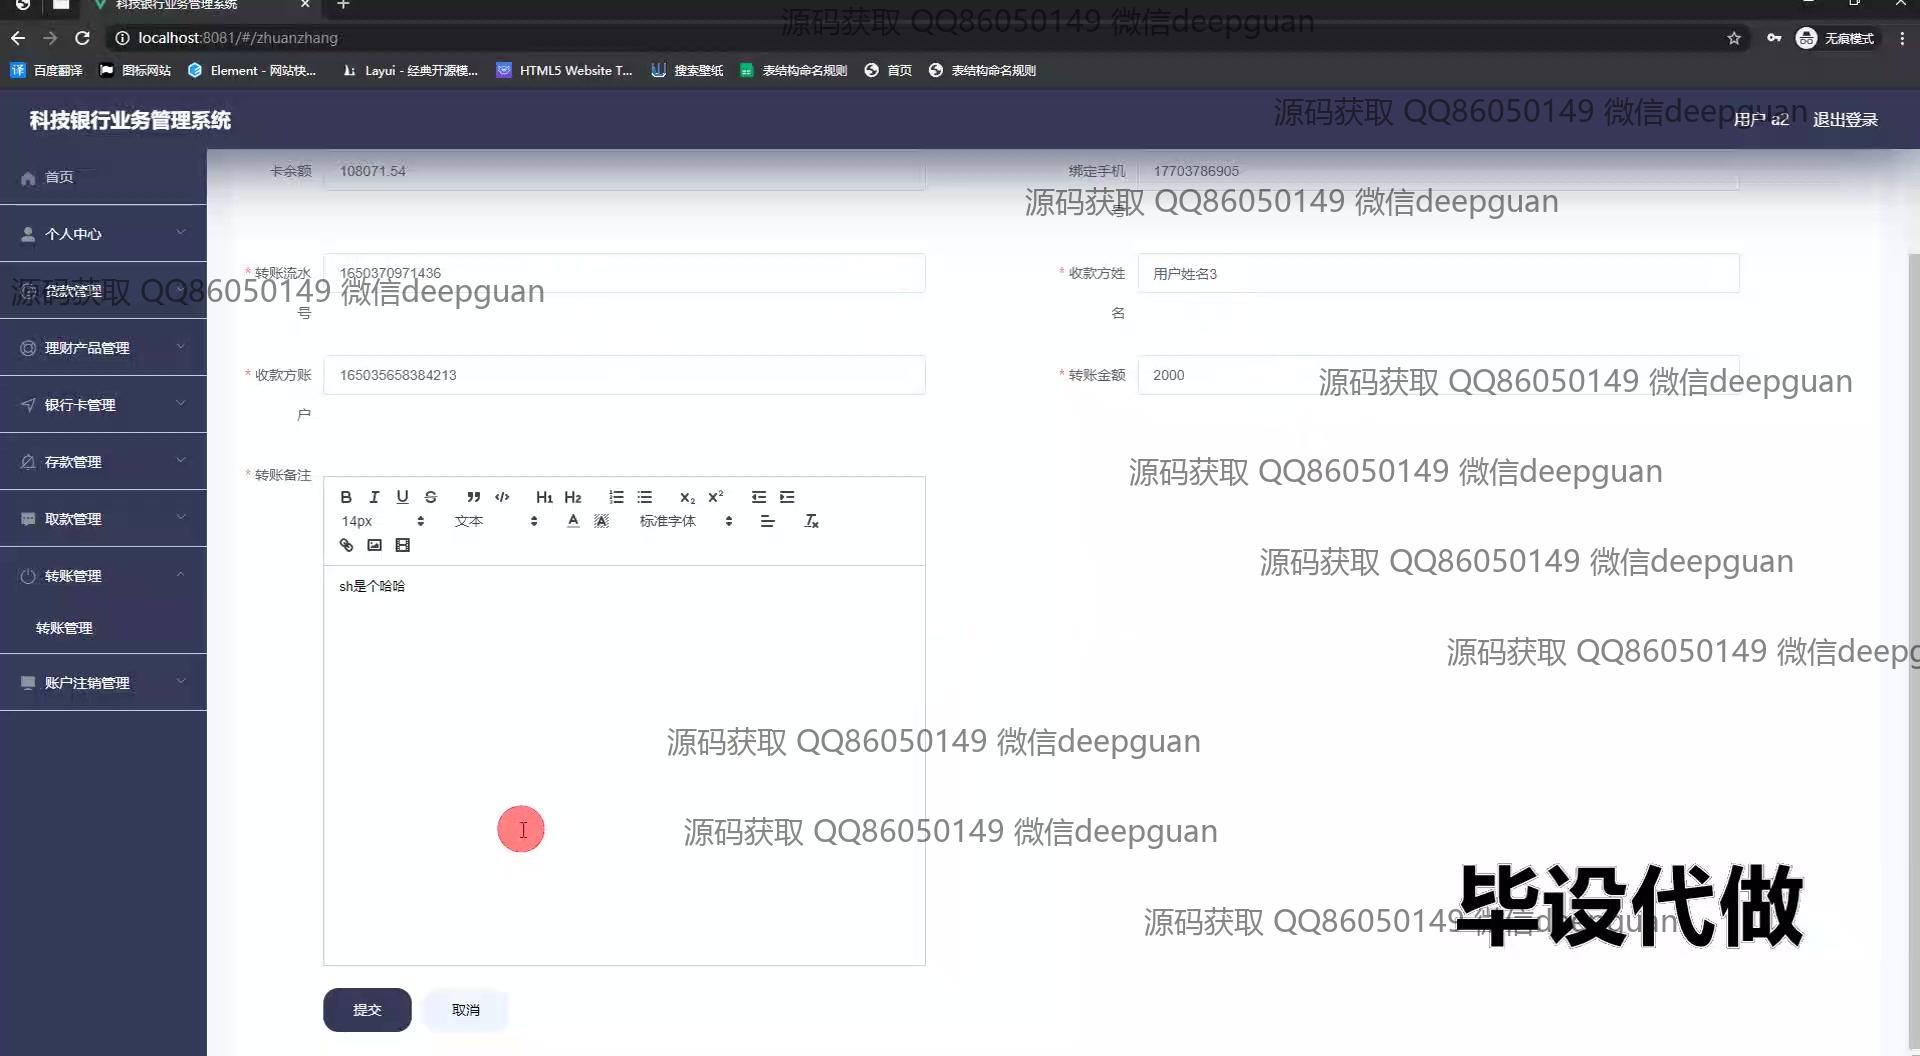 科技银行业务管理系统
源码获取 QQ86050149 微信deepguan
localhost:8081/#/zhuanzhang
无痕模式
百度翻译
图标网站
Element - 网站快...
Layui - 经典开源模...
HTML5 Website T...
搜索壁纸
表结构命名规则
首页
表结构命名规则
科技银行业务管理系统
源码获取 QQ86050149 微信deepguan
用户 a2
退出登录
首页
个人中心
贷款管理
理财产品管理
银行卡管理
存款管理
取款管理
转账管理
转账管理
账户注销管理
卡余额
108071.54
绑定手机号
17703786905
源码获取 QQ86050149 微信deepguan
* 转账流水号
1650370971436
* 收款方姓名
用户姓名3
源码获取 QQ86050149 微信deepguan
* 收款方账户
165035658384213
* 转账金额
2000
源码获取 QQ86050149 微信deepguan
* 转账备注
源码获取 QQ86050149 微信deepguan
B I U S H1 H2 x₂ x²
14px
文本
A
A
标准字体
源码获取 QQ86050149 微信deepguan
sh是个哈哈
源码获取 QQ86050149 微信deepg
源码获取 QQ86050149 微信deepguan
源码获取 QQ86050149 微信deepguan
源码获取 QQ86050149 微信deepguan
毕设代做
提交
取消